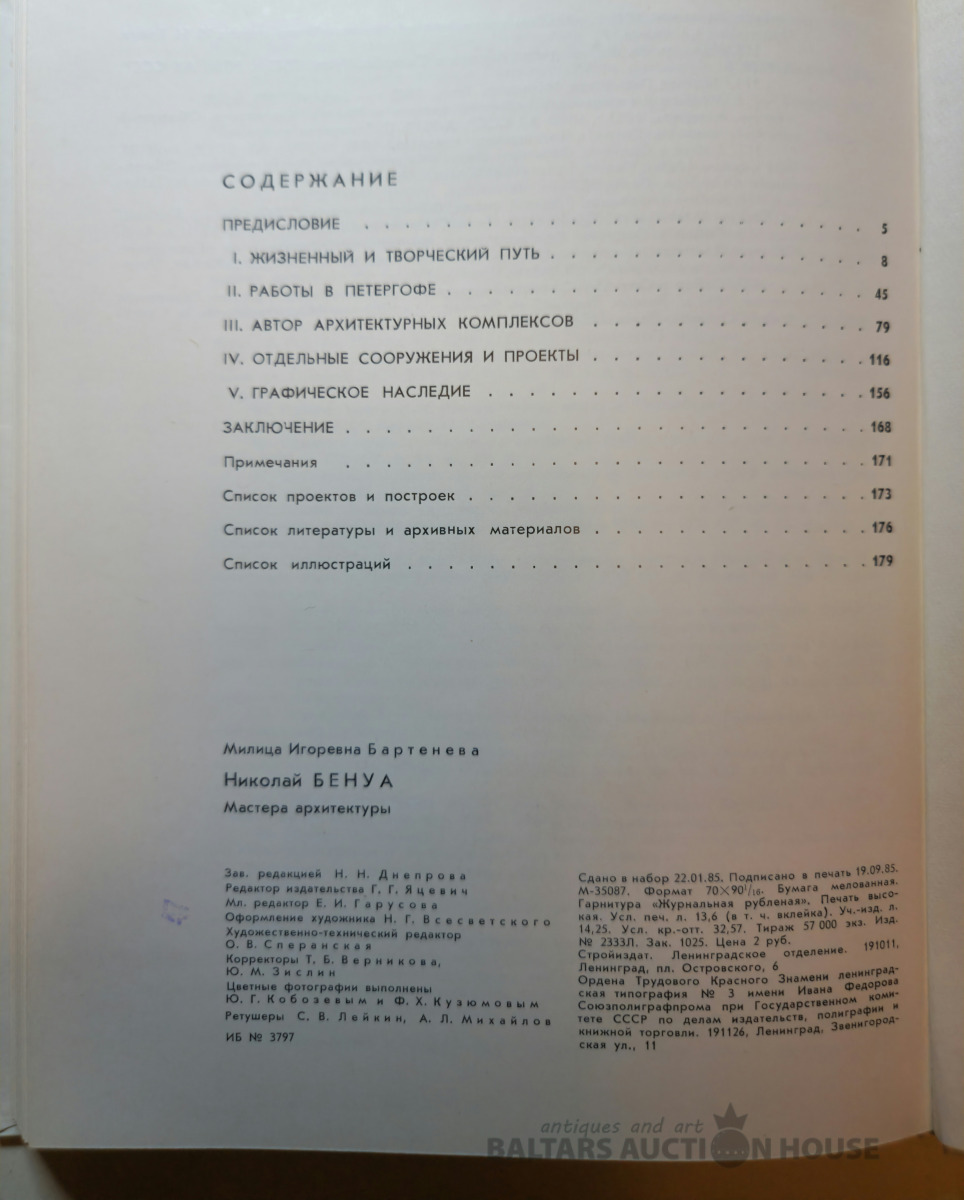 СОДЕРЖАНИЕ
ПРЕДИСЛОВИЕ . . . . . . . . . . . . . . . . . . . . 5
I. ЖИЗНЕННЫЙ И ТВОРЧЕСКИЙ ПУТЬ . . . . . . . . . . . . . 8
II. РАБОТЫ В ПЕТЕРГОФЕ . . . . . . . . . . . . . . . . 45
III. АВТОР АРХИТЕКТУРНЫХ КОМПЛЕКСОВ . . . . . . . . . . . . 79
IV. ОТДЕЛЬНЫЕ СООРУЖЕНИЯ И ПРОЕКТЫ . . . . . . . . . . . . 116
V. ГРАФИЧЕСКОЕ НАСЛЕДИЕ . . . . . . . . . . . . . . . 156
ЗАКЛЮЧЕНИЕ . . . . . . . . . . . . . . . . . . . . 168
Примечания . . . . . . . . . . . . . . . . . . . . 171
Список проектов и построек . . . . . . . . . . . . . . . 173
Список литературы и архивных материалов . . . . . . . . . . . 176
Список иллюстраций . . . . . . . . . . . . . . . . . 179
Милица Игоревна Бартенева
Николай БЕНУА
Мастера архитектуры
Зав. редакцией Н. Н. Днепрова
Редактор издательства Г. Г. Яцевич
Мл. редактор Е. И. Гарусова
Оформление художника Н. Г. Всесветского
Художественно-технический редактор
О. В. Сперанская
Корректоры Т. Б. Верникова,
Ю. М. Зислин
Цветные фотографии выполнены
Ю. Г. Кобозевым и Ф. Х. Кузюмовым
Ретушеры С. В. Лейкин, А. Л. Михайлов
ИБ № 3797
Сдано в набор 22.01.85. Подписано в печать 19.09.85.
М-35087. Формат 70×90¹/₁₆. Бумага мелованная.
Гарнитура «Журнальная рубленая». Печать высо-
кая. Усл. печ. л. 13,6 (в т. ч. вклейка). Уч.-изд. л.
14,25. Усл. кр.-отт. 32,57. Тираж 57 000 экз. Изд.
№ 2333Л. Зак. 1025. Цена 2 руб.
Стройиздат. Ленинградское отделение. 191011,
Ленинград, пл. Островского, 6
Ордена Трудового Красного Знамени ленинград-
ская типография № 3 имени Ивана Федорова
Союзполиграфпрома при Государственном коми-
тете СССР по делам издательств, полиграфии и
книжной торговли. 191126, Ленинград, Звенигород-
ская ул., 11
antiques and art
BALTARS AUCTION HOUSE